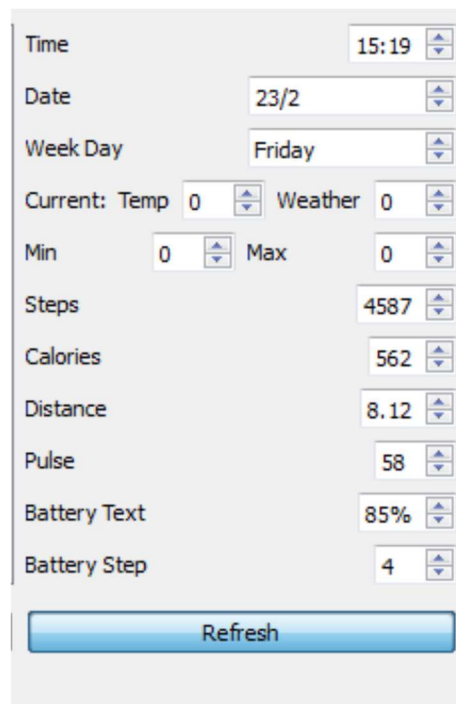 Time 15:19
Date 23/2
Week Day Friday
Current: Temp 0 Weather 0
Min 0 Max 0
Steps 4587
Calories 562
Distance 8.12
Pulse 58
Battery Text 85%
Battery Step 4
Refresh